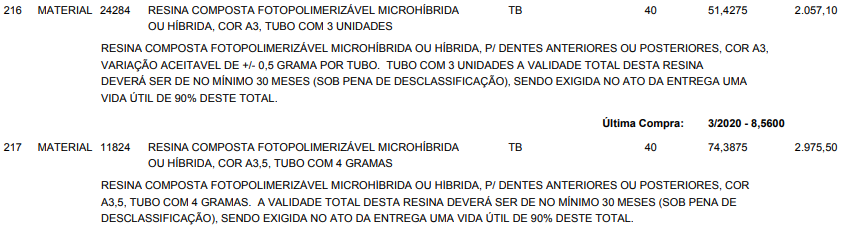 216 MATERIAL 24284 RESINA COMPOSTA FOTOPOLIMERIZÁVEL MICROHÍBRIDA TB 40 51,4275 2.057,10
OU HÍBRIDA, COR A3, TUBO COM 3 UNIDADES
RESINA COMPOSTA FOTOPOLIMERIZÁVEL MICROHÍBRIDA OU HÍBRIDA, P/ DENTES ANTERIORES OU POSTERIORES, COR A3,
VARIAÇÃO ACEITAVEL DE +/- 0,5 GRAMA POR TUBO. TUBO COM 3 UNIDADES A VALIDADE TOTAL DESTA RESINA
DEVERÁ SER DE NO MÍNIMO 30 MESES (SOB PENA DE DESCLASSIFICAÇÃO), SENDO EXIGIDA NO ATO DA ENTREGA UMA
VIDA ÚTIL DE 90% DESTE TOTAL.
Última Compra: 3/2020 - 8,5600
217 MATERIAL 11824 RESINA COMPOSTA FOTOPOLIMERIZÁVEL MICROHÍBRIDA TB 40 74,3875 2.975,50
OU HÍBRIDA, COR A3,5, TUBO COM 4 GRAMAS
RESINA COMPOSTA FOTOPOLIMERIZÁVEL MICROHÍBRIDA OU HÍBRIDA, P/ DENTES ANTERIORES OU POSTERIORES, COR
A3,5, TUBO COM 4 GRAMAS. A VALIDADE TOTAL DESTA RESINA DEVERÁ SER DE NO MÍNIMO 30 MESES (SOB PENA DE
DESCLASSIFICAÇÃO), SENDO EXIGIDA NO ATO DA ENTREGA UMA VIDA ÚTIL DE 90% DESTE TOTAL.